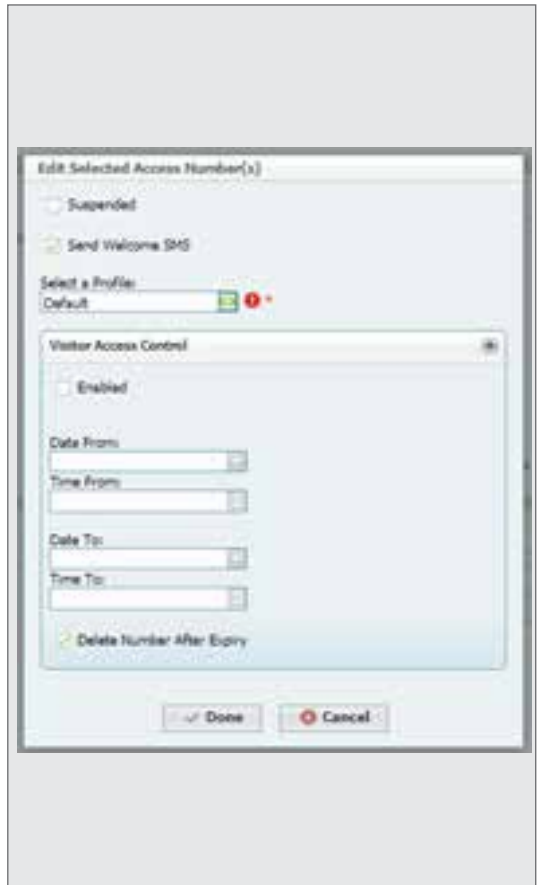 Edit Selected Access Number(s)
Suspended
Send Welcome SMS
Select a Profile:
Default
*
Visitor Access Control
Enabled
Date From:
Time From:
Date To:
Time To:
Delete Number After Expiry
Done
Cancel